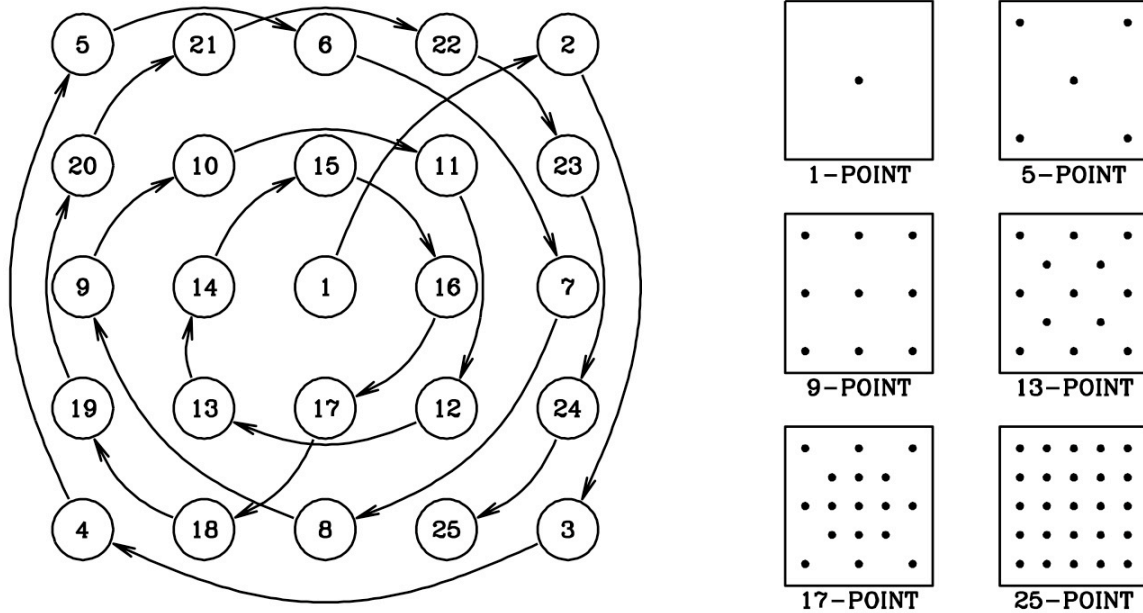 5 21 6 22 2
20 10 15 11 23
9 14 1 16 7
19 13 17 12 24
4 18 8 25 3
1-POINT 5-POINT
9-POINT 13-POINT
17-POINT 25-POINT